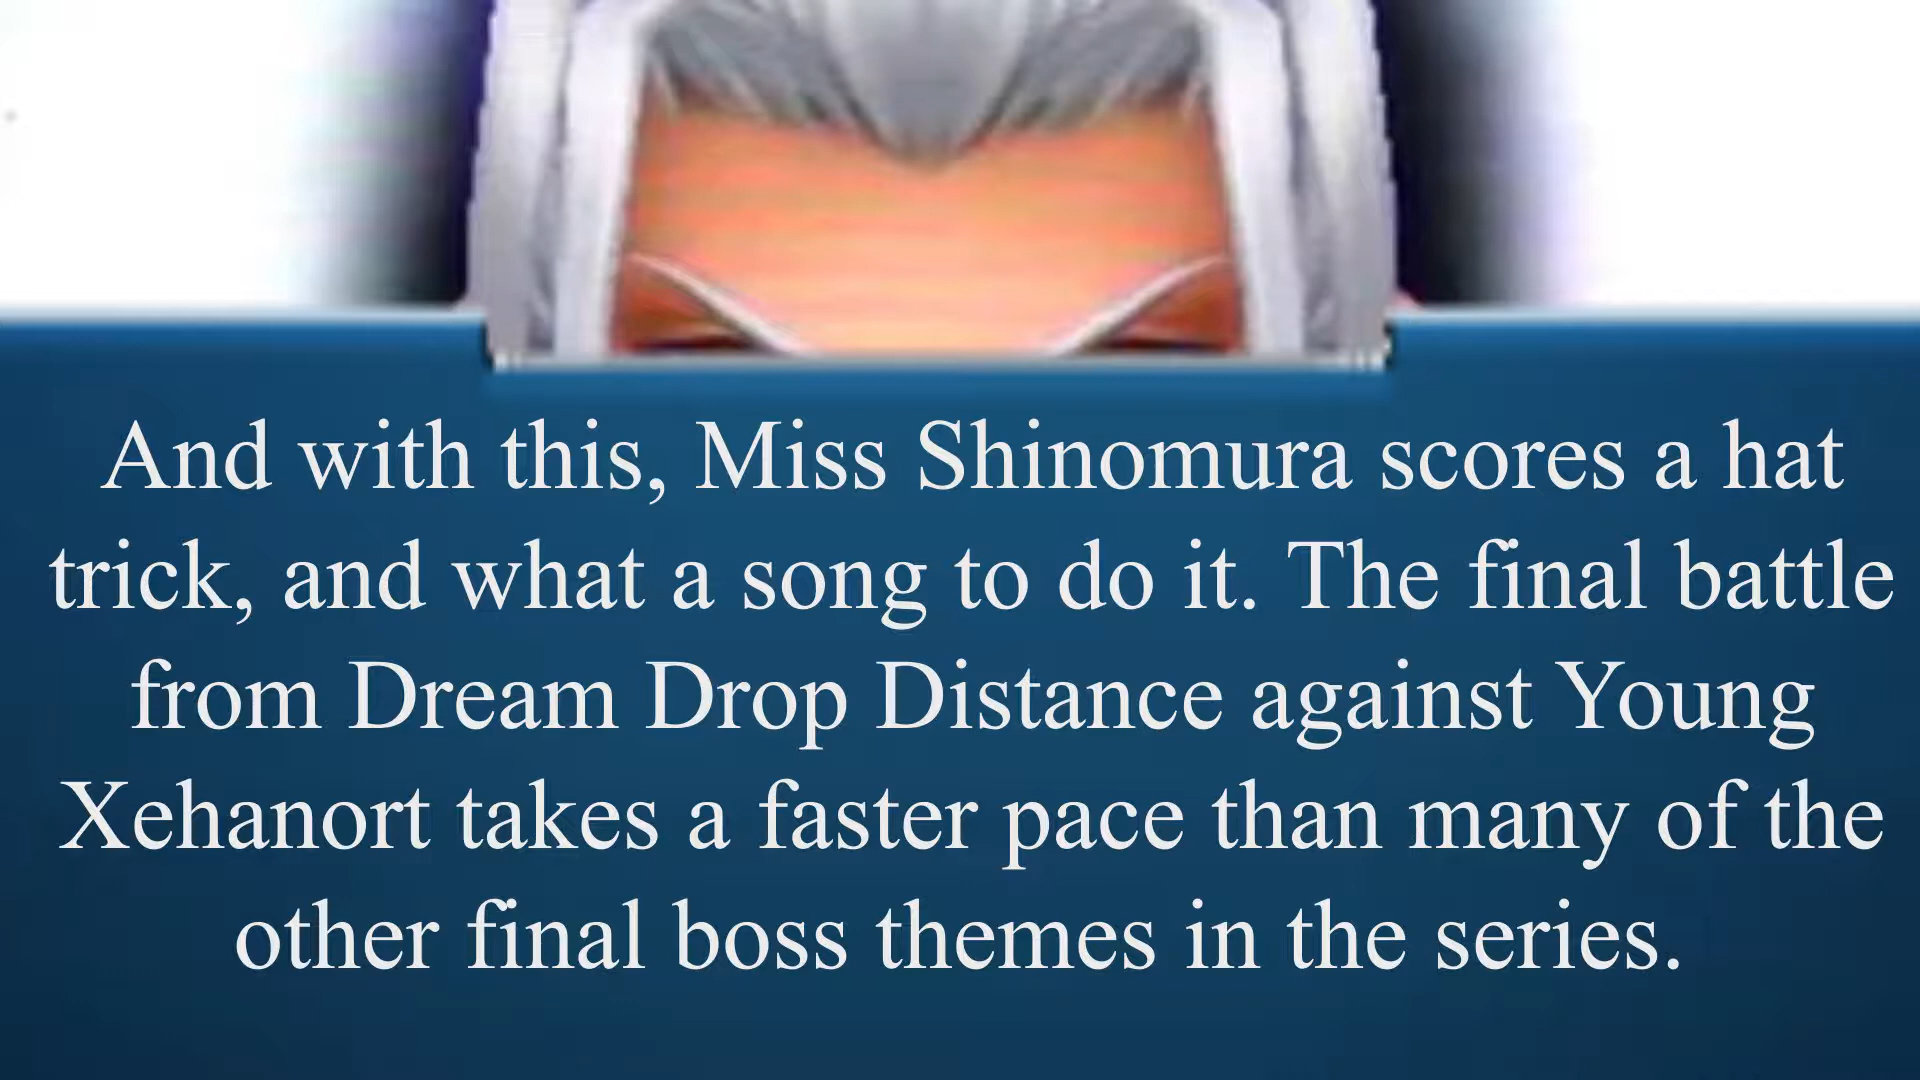 And with this, Miss Shinomura scores a hat
trick, and what a song to do it. The final battle
from Dream Drop Distance against Young
Xehanort takes a faster pace than many of the
other final boss themes in the series.